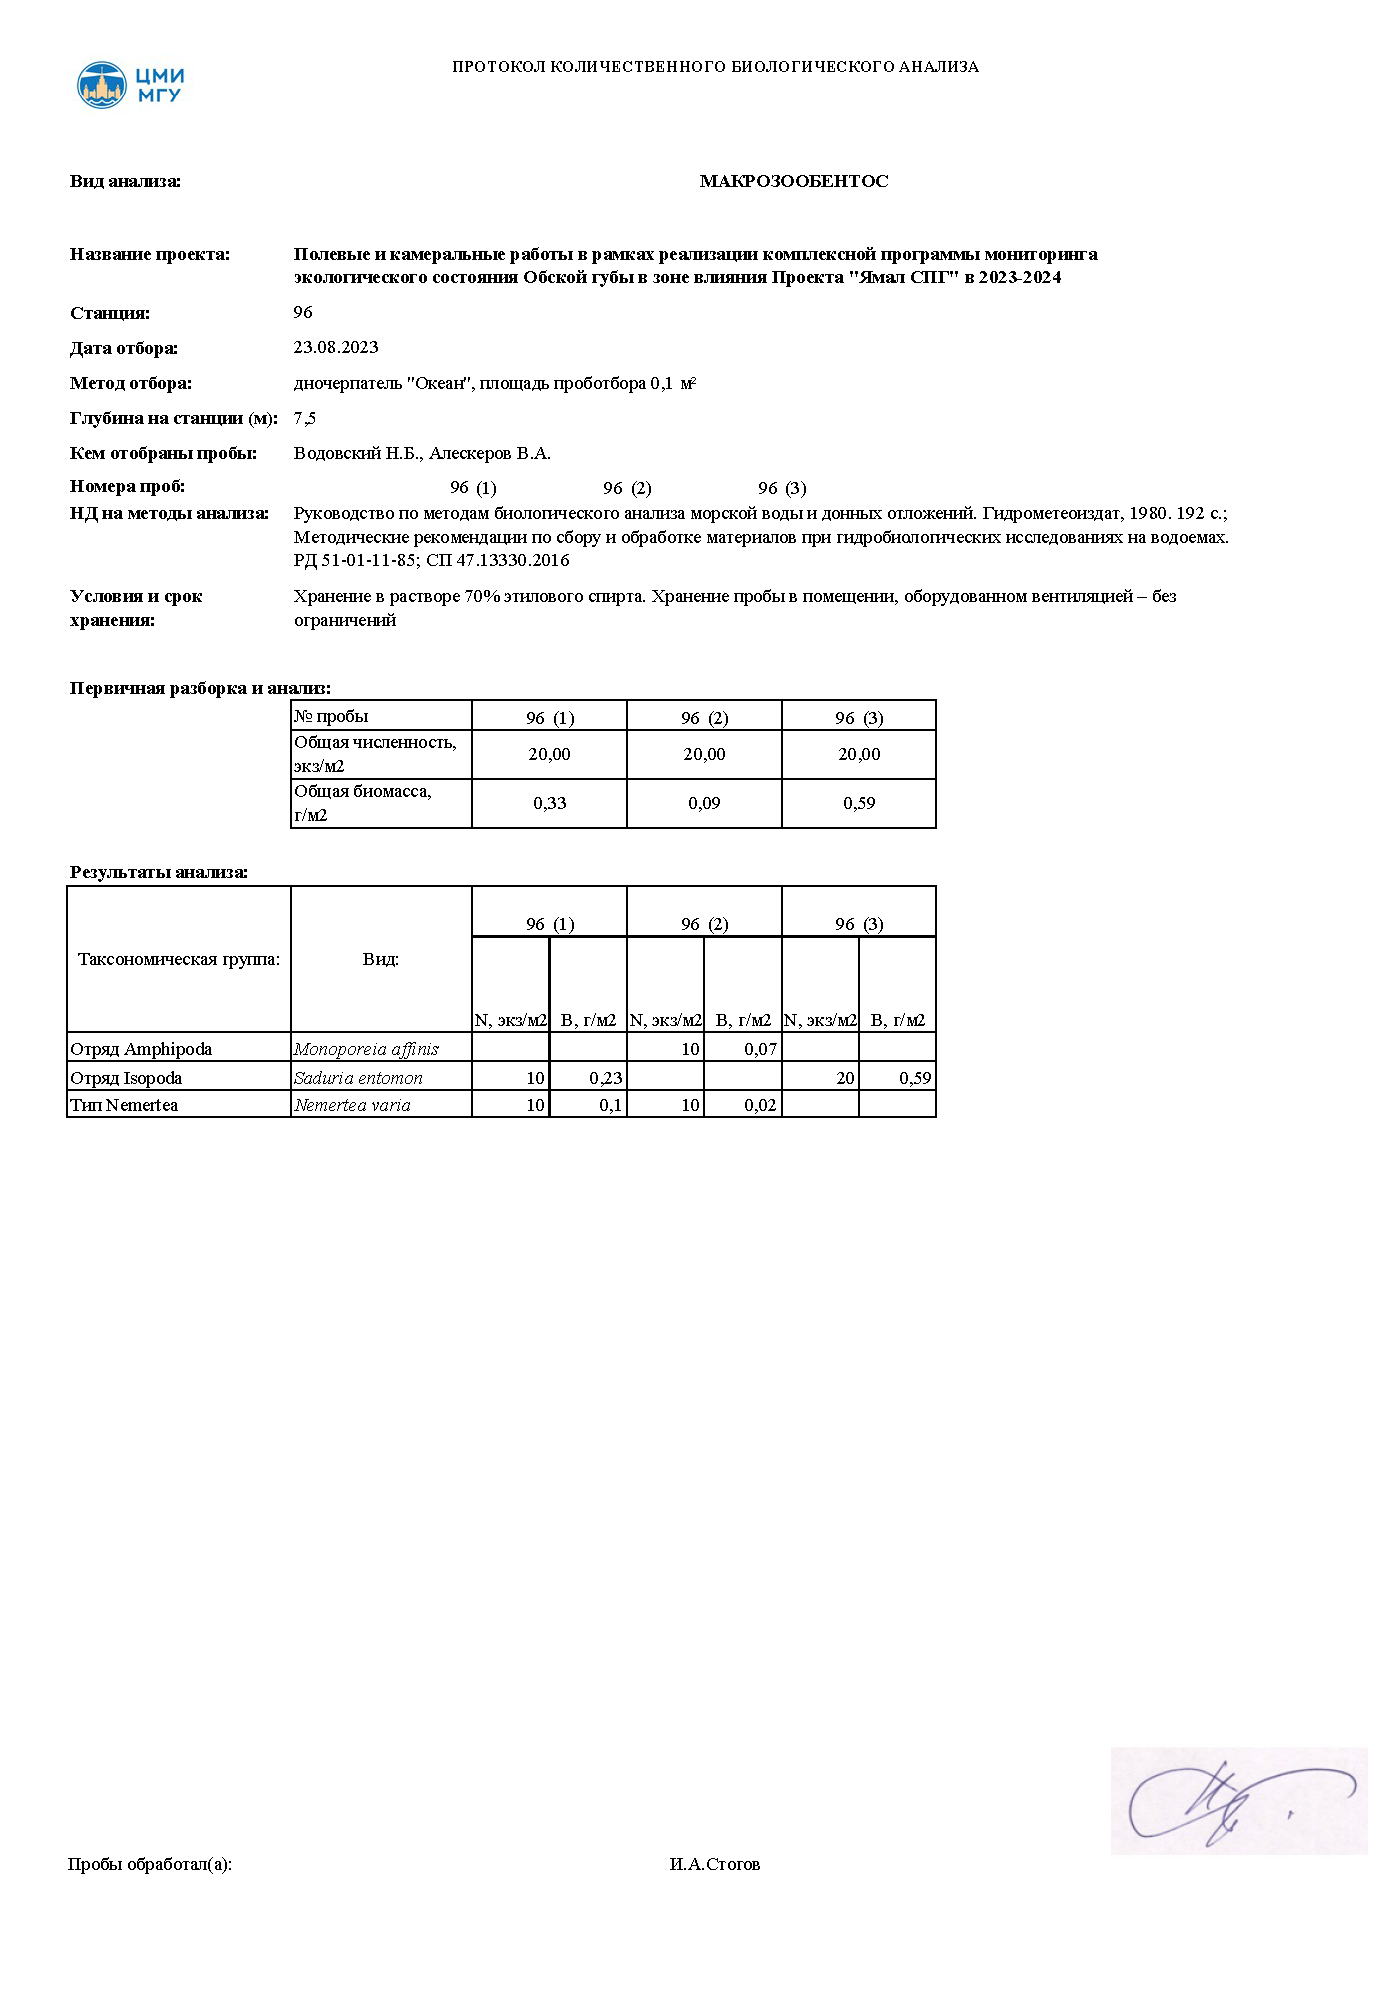 ЦМИ
МГУ
ПРОТОКОЛ КОЛИЧЕСТВЕННОГО БИОЛОГИЧЕСКОГО АНАЛИЗА
Вид анализа: МАКРОЗООБЕНТОС
Название проекта: Полевые и камеральные работы в рамках реализации комплексной программы мониторинга
экологического состояния Обской губы в зоне влияния Проекта "Ямал СПГ" в 2023-2024
Станция: 96
Дата отбора: 23.08.2023
Метод отбора: дночерпатель "Океан", площадь проботбора 0,1 м²
Глубина на станции (м): 7,5
Кем отобраны пробы: Водовский Н.Б., Алескеров В.А.
Номера проб: 96 (1) 96 (2) 96 (3)
НД на методы анализа: Руководство по методам биологического анализа морской воды и донных отложений. Гидрометеоиздат, 1980. 192 с.;
Методические рекомендации по сбору и обработке материалов при гидробиологических исследованиях на водоемах.
РД 51-01-11-85; СП 47.13330.2016
Условия и срок Хранение в растворе 70% этилового спирта. Хранение пробы в помещении, оборудованном вентиляцией – без
хранения: ограничений
Первичная разборка и анализ:
№ пробы 96 (1) 96 (2) 96 (3)
Общая численность,
экз/м2 20,00 20,00 20,00
Общая биомасса,
г/м2 0,33 0,09 0,59
Результаты анализа:
96 (1) 96 (2) 96 (3)
Таксономическая группа: Вид:
N, экз/м2 B, г/м2 N, экз/м2 B, г/м2 N, экз/м2 B, г/м2
Отряд Amphipoda Monoporeia affinis 10 0,07
Отряд Isopoda Saduria entomon 10 0,23 20 0,59
Тип Nemertea Nemertea varia 10 0,1 10 0,02
Пробы обработал(а): И.А.Стогов